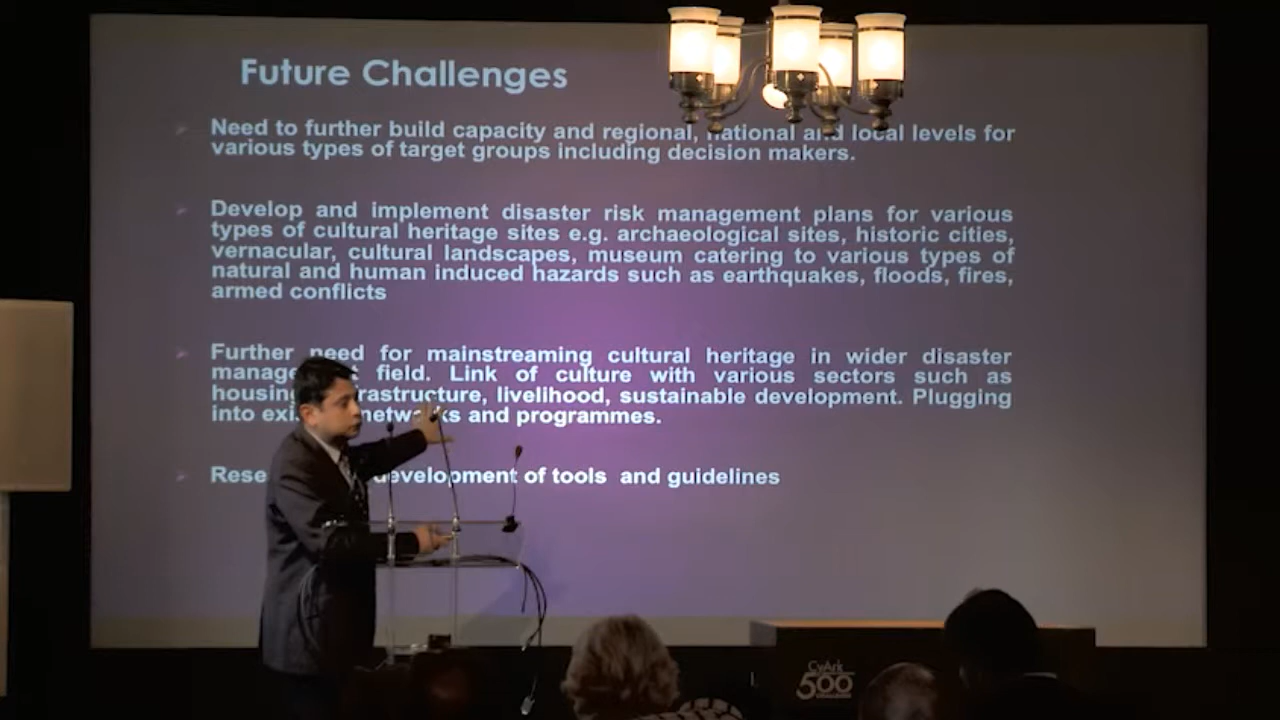 Future Challenges
Need to further build capacity and regional, national and local levels for
various types of target groups including decision makers.
Develop and implement disaster risk management plans for various
types of cultural heritage sites e.g. archaeological sites, historic cities,
vernacular, cultural landscapes, museum catering to various types of
natural and human induced hazards such as earthquakes, floods, fires,
armed conflicts
Further need for mainstreaming cultural heritage in wider disaster
field. Link of culture with various sectors such as
housing livelihood, sustainable development. Plugging
into and programmes.
development of tools and guidelines
CyArk
500